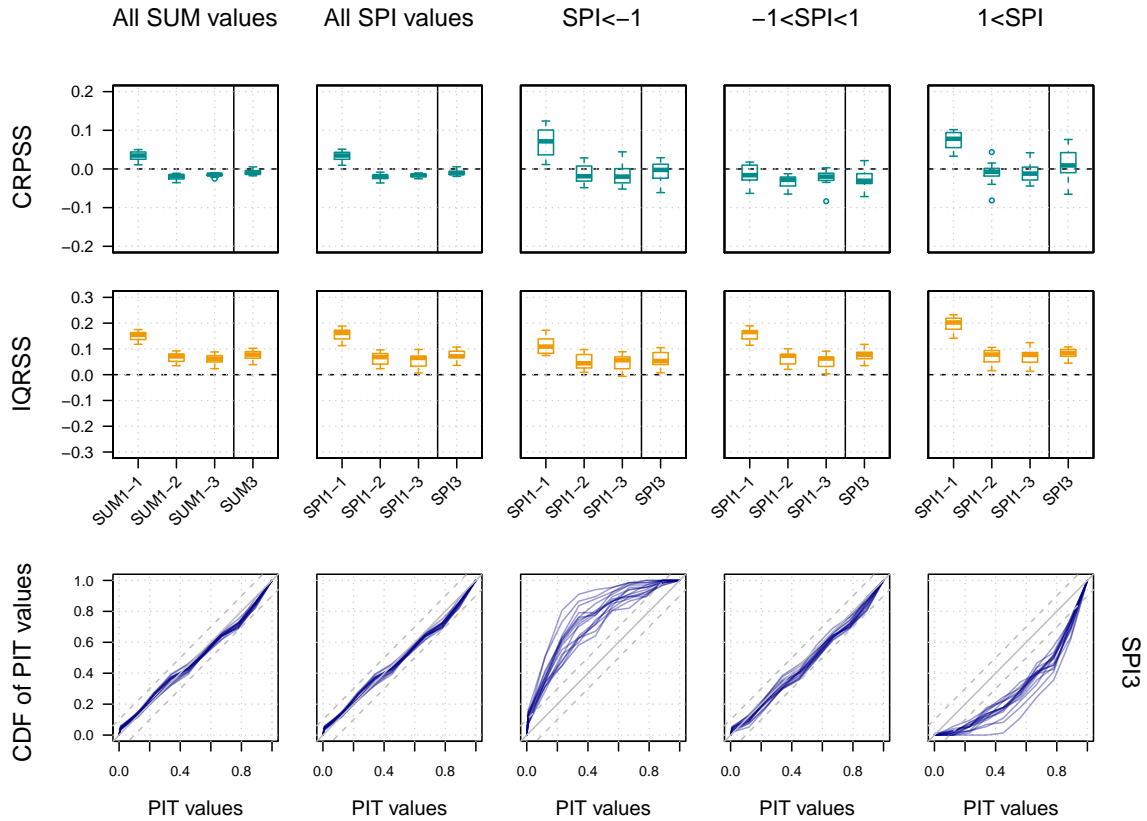 All SUM values All SPI values SPI<−1 −1<SPI<1 1<SPI
CRPSS
0.2
0.1
0.0
−0.1
−0.2
IQRSS
0.3
0.2
0.1
0.0
−0.1
−0.2
−0.3
SUM1−1 SUM1−2 SUM1−3 SUM3 SPI1−1 SPI1−2 SPI1−3 SPI3 SPI1−1 SPI1−2 SPI1−3 SPI3 SPI1−1 SPI1−2 SPI1−3 SPI3 SPI1−1 SPI1−2 SPI1−3 SPI3
CDF of PIT values
1.0
0.8
0.6
0.4
0.2
0.0
SPI3
0.0 0.4 0.8 0.0 0.4 0.8 0.0 0.4 0.8 0.0 0.4 0.8 0.0 0.4 0.8
PIT values PIT values PIT values PIT values PIT values